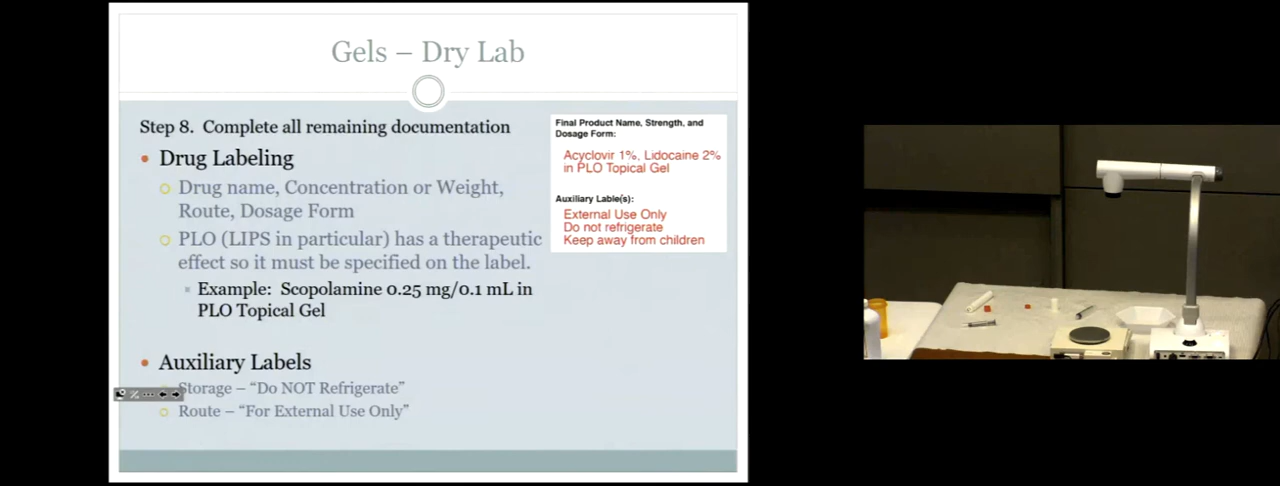 Gels – Dry Lab
Step 8.  Complete all remaining documentation
Drug Labeling
Drug name, Concentration or Weight,
Route, Dosage Form
PLO (LIPS in particular) has a therapeutic
effect so it must be specified on the label.
Example:  Scopolamine 0.25 mg/0.1 mL in
PLO Topical Gel
Auxiliary Labels
Storage – “Do NOT Refrigerate”
Route – “For External Use Only”
Final Product Name, Strength, and
Dosage Form:
Acyclovir 1%, Lidocaine 2%
in PLO Topical Gel
Auxiliary Lable(s):
External Use Only
Do not refrigerate
Keep away from children